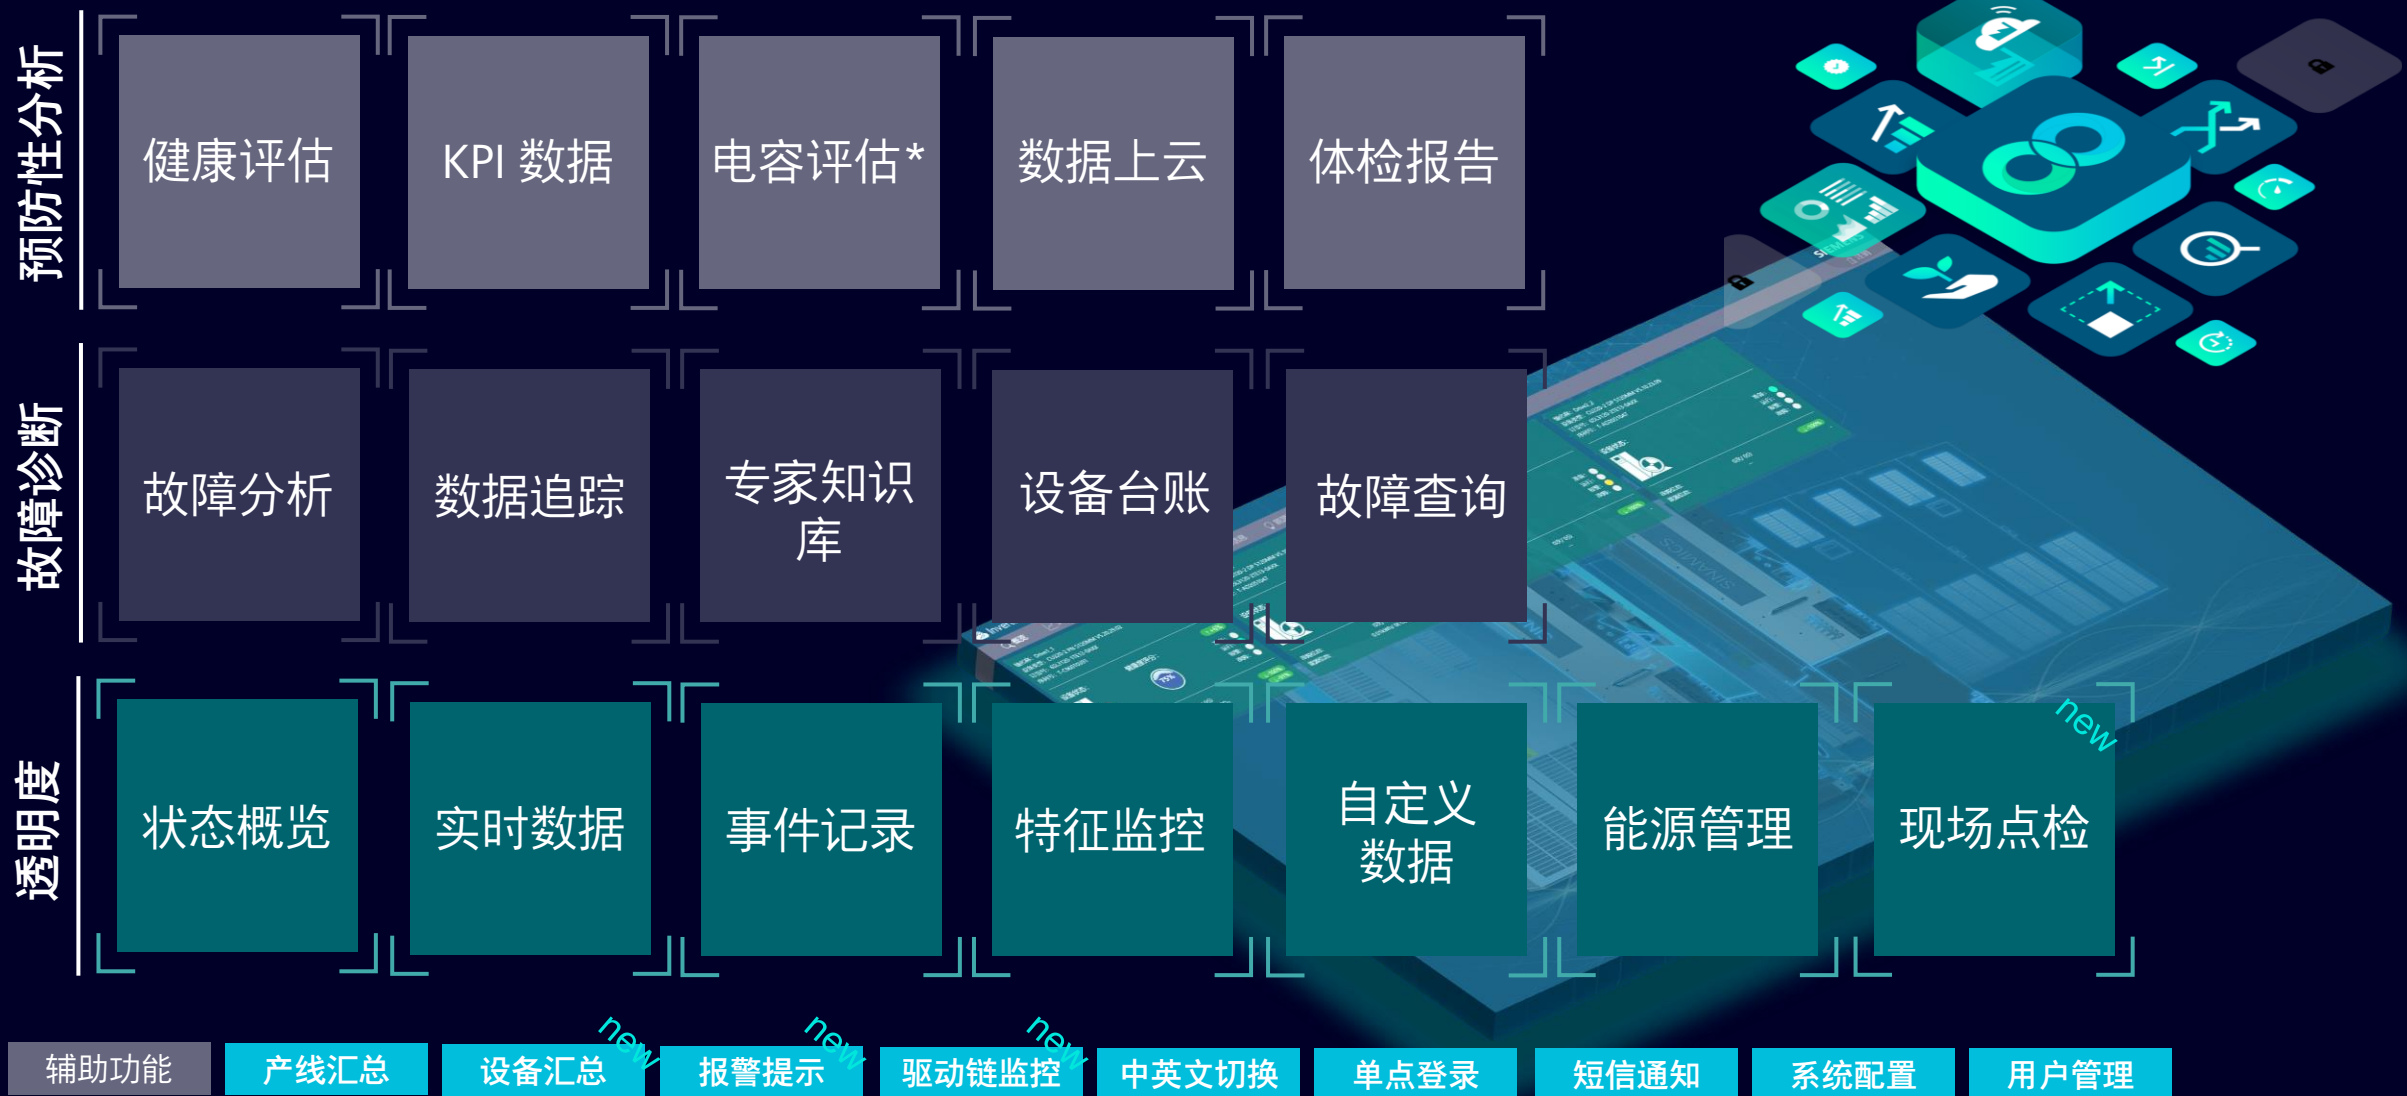 预防性分析
健康评估
KPI 数据
电容评估*
数据上云
体检报告
故障诊断
故障分析
数据追踪
专家知识
库
设备台账
故障查询
透明度
状态概览
实时数据
事件记录
特征监控
自定义
数据
能源管理
现场点检
new
SINAMICS
75%
new
new
new
辅助功能
产线汇总
设备汇总
报警提示
驱动链监控
中英文切换
单点登录
短信通知
系统配置
用户管理